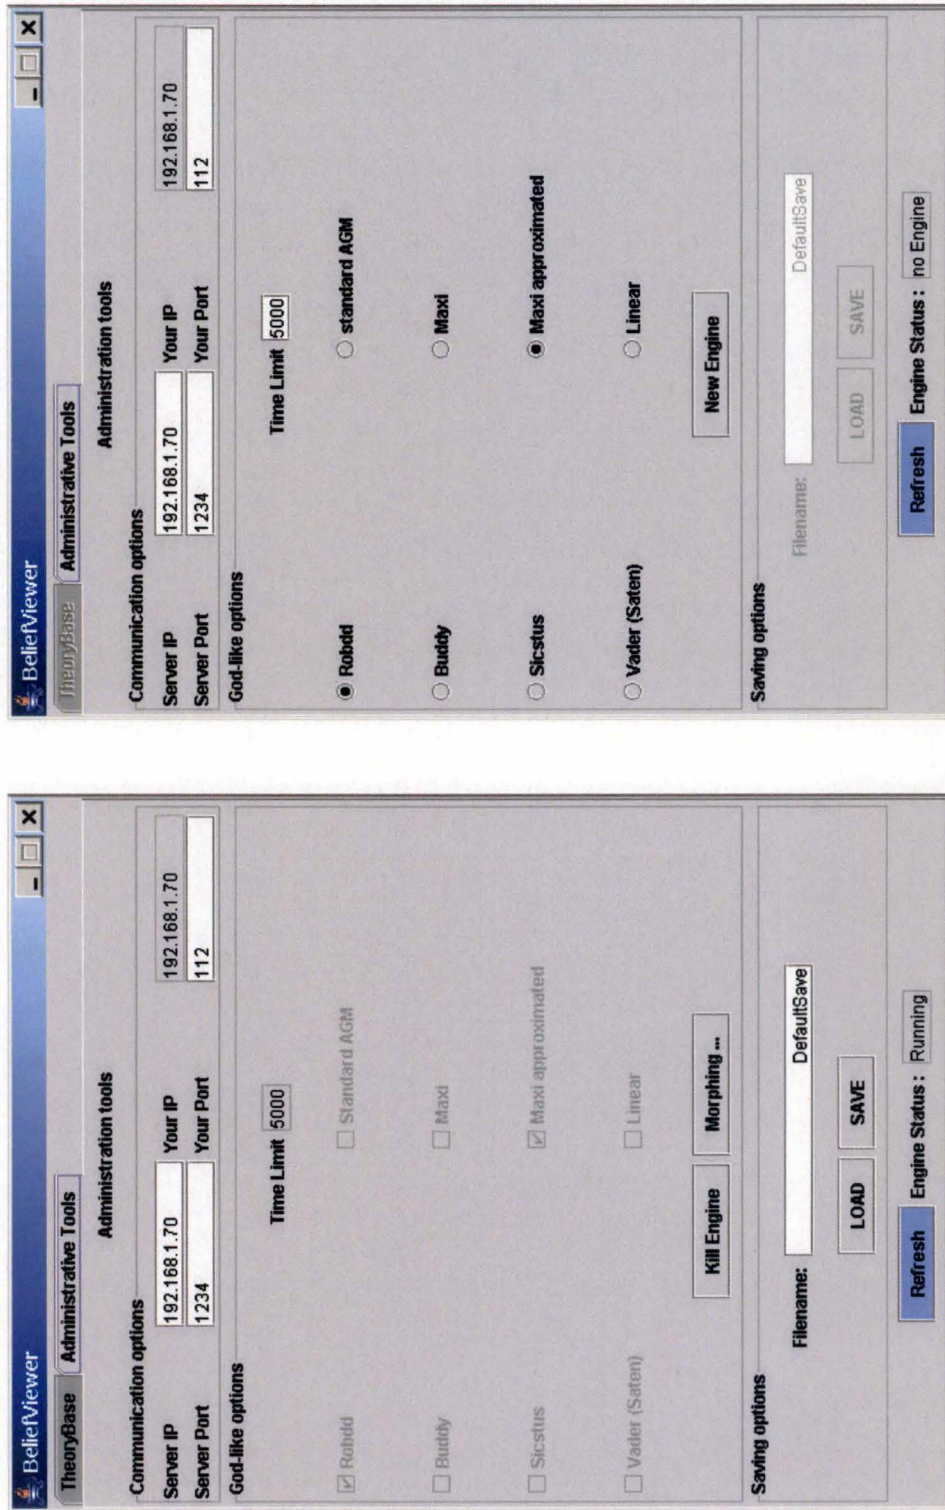 BeliefViewer
TheoryBase Administrative Tools
Administration tools
Communication options
Server IP 192.168.1.70 Your IP 192.168.1.70
Server Port 1234 Your Port 112
God-like options
Time Limit 5000
Robdd Standard AGM
Buddy Maxi
Sicstus Maxi approximated
Vader (Saten) Linear
Kill Engine Morphing ...
Saving options
Filename: DefaultSave
LOAD SAVE
Refresh Engine Status : Running
BeliefViewer
TheoryBase Administrative Tools
Administration tools
Communication options
Server IP 192.168.1.70 Your IP 192.168.1.70
Server Port 1234 Your Port 112
God-like options
Time Limit 5000
Robdd standard AGM
Buddy Maxi
Sicstus Maxi approximated
Vader (Saten) Linear
New Engine
Saving options
Filename: DefaultSave
LOAD SAVE
Refresh Engine Status : no Engine